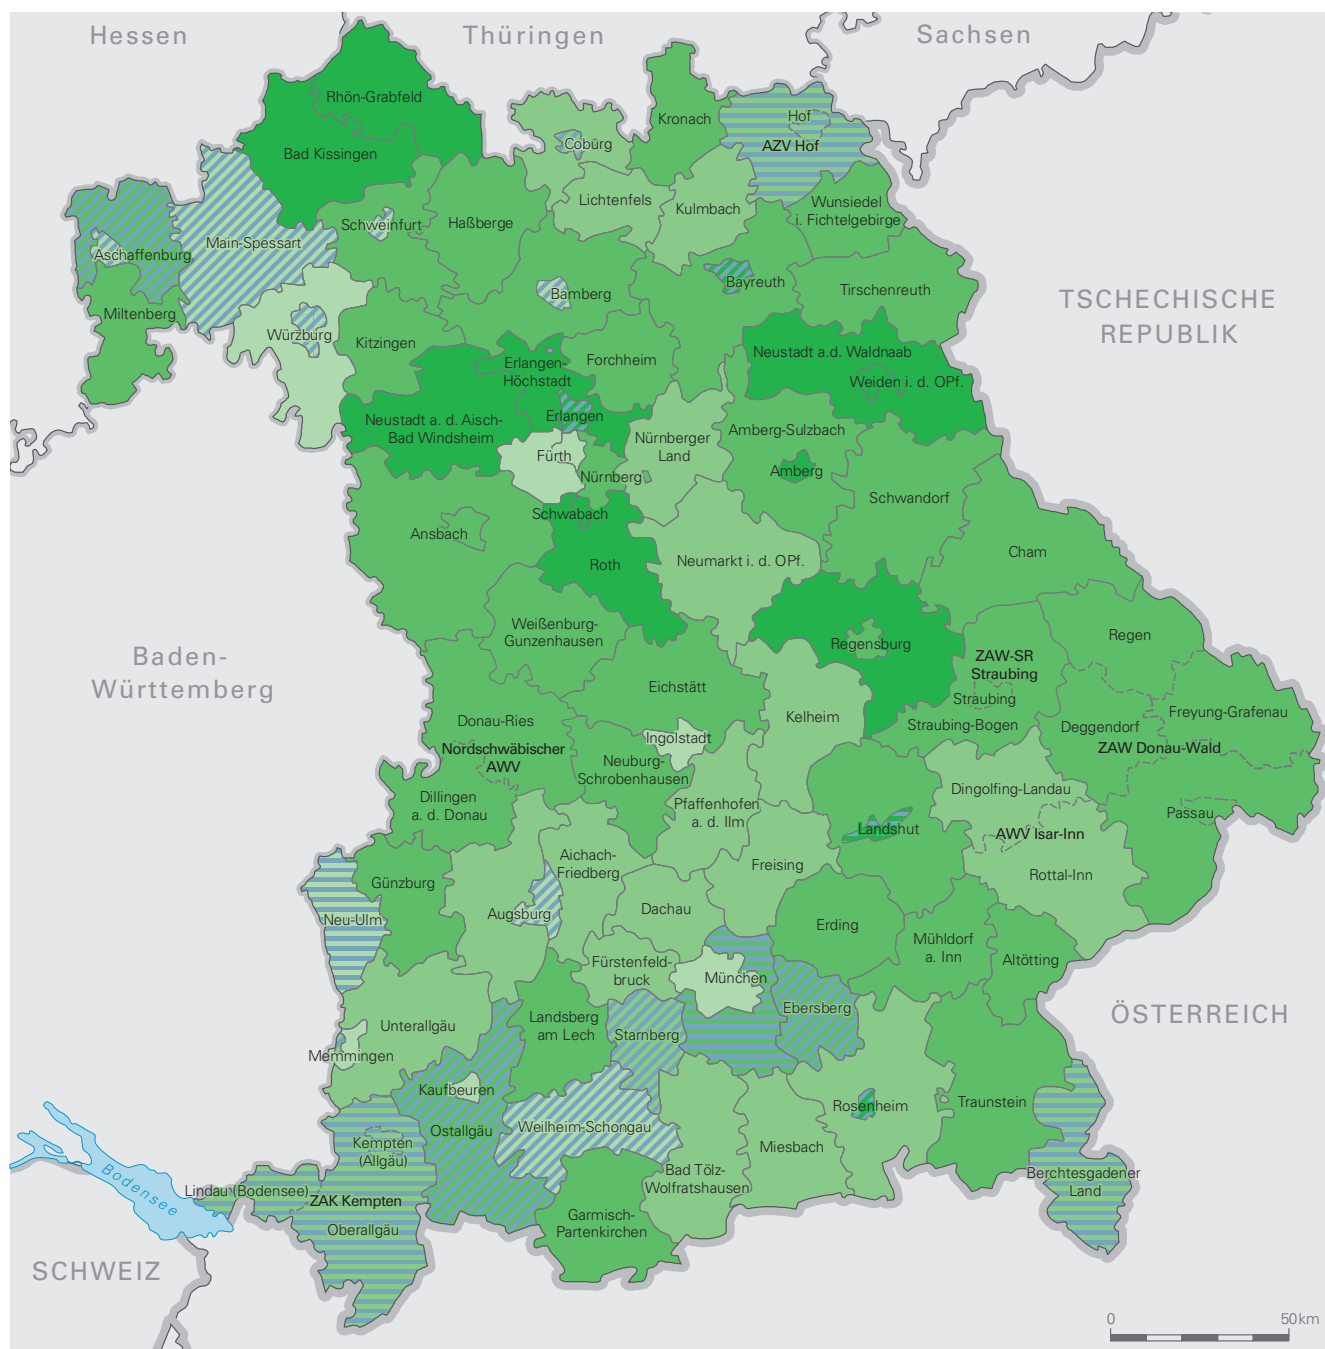 Hessen
Thüringen
Sachsen
Rhön-Grabfeld
Kronach
Hof
AZV Hof
Coburg
Bad Kissingen
Lichtenfels
Kulmbach
Wunsiedel
i. Fichtelgebirge
Schweinfurt
Haßberge
Main-Spessart
Aschaffenburg
Bayreuth
Tirschenreuth
Bamberg
TSCHECHISCHE
REPUBLIK
Miltenberg
Würzburg
Kitzingen
Forchheim
Erlangen-
Höchstadt
Neustadt a.d. Waldnaab
Weiden i. d. OPf.
Erlangen
Neustadt a. d. Aisch-
Bad Windsheim
Nürnberger
Land
Amberg-Sulzbach
Fürth
Nürnberg
Amberg
Schwandorf
Schwabach
Ansbach
Roth
Neumarkt i. d. OPf.
Cham
Weißenburg-
Gunzenhausen
Regensburg
Regen
ZAW-SR
Straubing
Baden-
Württemberg
Eichstätt
Straubing
Kelheim
Straubing-Bogen
Freyung-Grafenau
Deggendorf
ZAW Donau-Wald
Donau-Ries
Nordschwäbischer
AWV
Ingolstadt
Neuburg-
Schrobenhausen
Dillingen
a. d. Donau
Pfaffenhofen
a. d. Ilm
Dingolfing-Landau
Passau
Landshut
AWV Isar-Inn
Aichach-
Friedberg
Freising
Rottal-Inn
Günzburg
Neu-Ulm
Augsburg
Dachau
Erding
Mühldorf
a. Inn
Altötting
Fürstenfeld-
bruck
München
Ebersberg
ÖSTERREICH
Unterallgäu
Landsberg
am Lech
Starnberg
Memmingen
Kaufbeuren
Rosenheim
Traunstein
Ostallgäu
Weilheim-Schongau
Kempten
(Allgäu)
Miesbach
Bad Tölz-
Wolfratshausen
Berchtesgadener
Land
Bodensee
Lindau (Bodensee)
ZAK Kempten
Oberallgäu
Garmisch-
Partenkirchen
SCHWEIZ
0 50 km